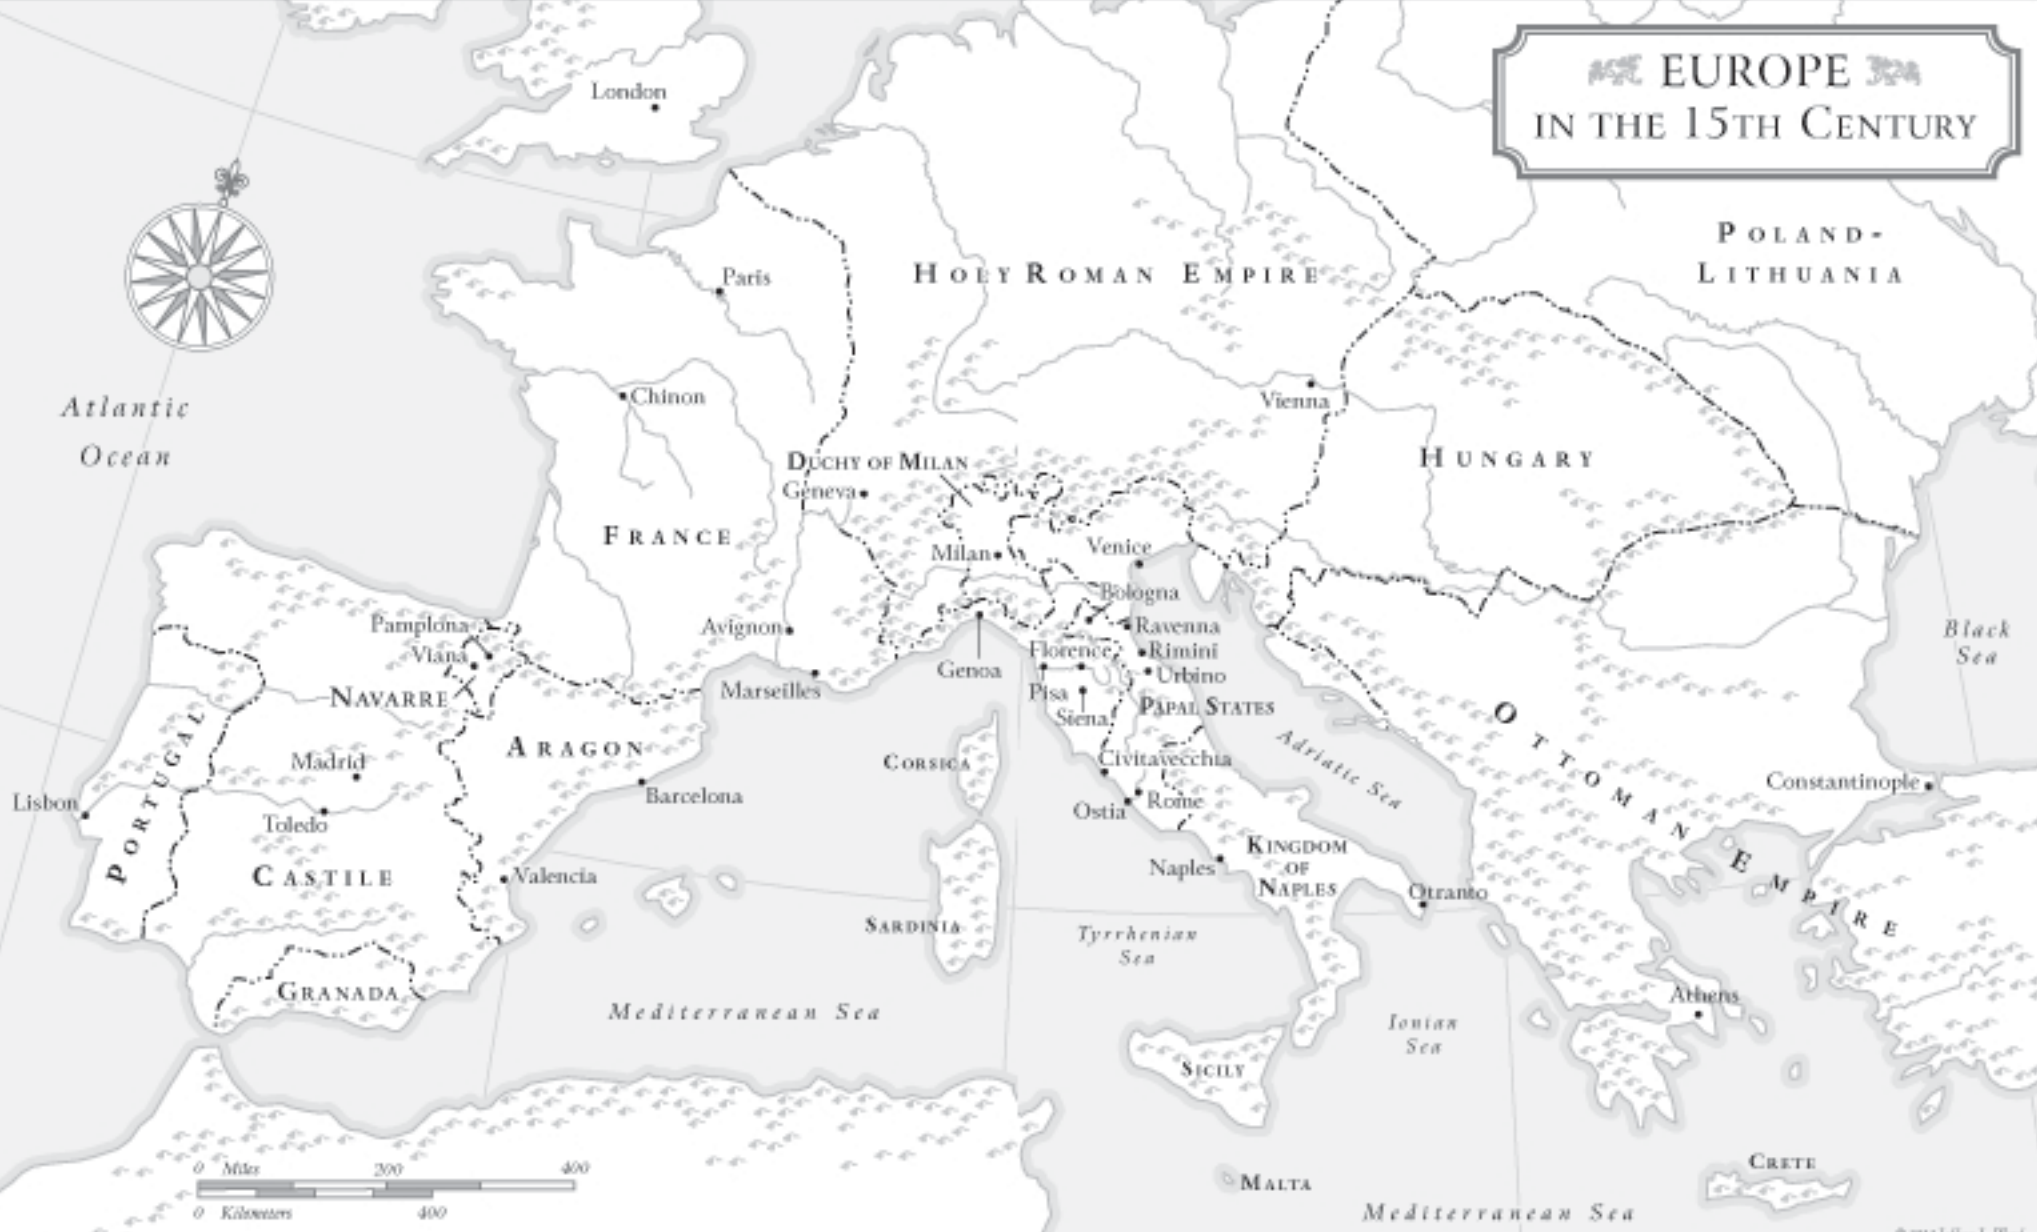 EUROPE
IN THE 15TH CENTURY
London
POLAND-
LITHUANIA
HOLY ROMAN EMPIRE
Paris
Atlantic
Ocean
Chinon
Vienna
HUNGARY
DUCHY OF MILAN
Geneva
FRANCE
Milan
Venice
Bologna
Pamplona
Avignon
Ravenna
Black
Sea
Viana
Florence
Rimini
Genoa
Urbino
NAVARRE
Marseilles
Pisa
Siena
PAPAL STATES
PORTUGAL
ARAGON
Madrid
CORSICA
Civitavecchia
Adriatic Sea
OTTOMAN EMPIRE
Constantinople
Lisbon
Barcelona
Ostia
Rome
Toledo
KINGDOM
OF
NAPLES
Naples
CASTILE
Valencia
Otranto
SARDINIA
Tyrrhenian
Sea
GRANADA
Athens
Mediterranean Sea
Ionian
Sea
SICILY
0 Miles 200 400
0 Kilometers 400
MALTA
CRETE
Mediterranean Sea